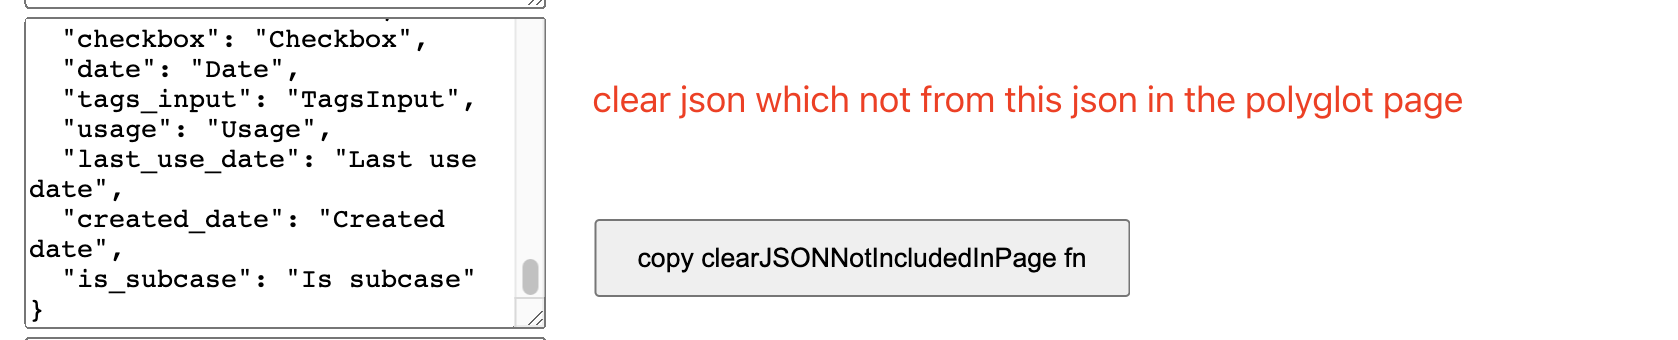 "checkbox": "Checkbox",
"date": "Date",
"tags_input": "TagsInput",
"usage": "Usage",
"last_use_date": "Last use
date",
"created_date": "Created
date",
"is_subcase": "Is subcase"
}
clear json which not from this json in the polyglot page
copy clearJSONNotIncludedInPage fn